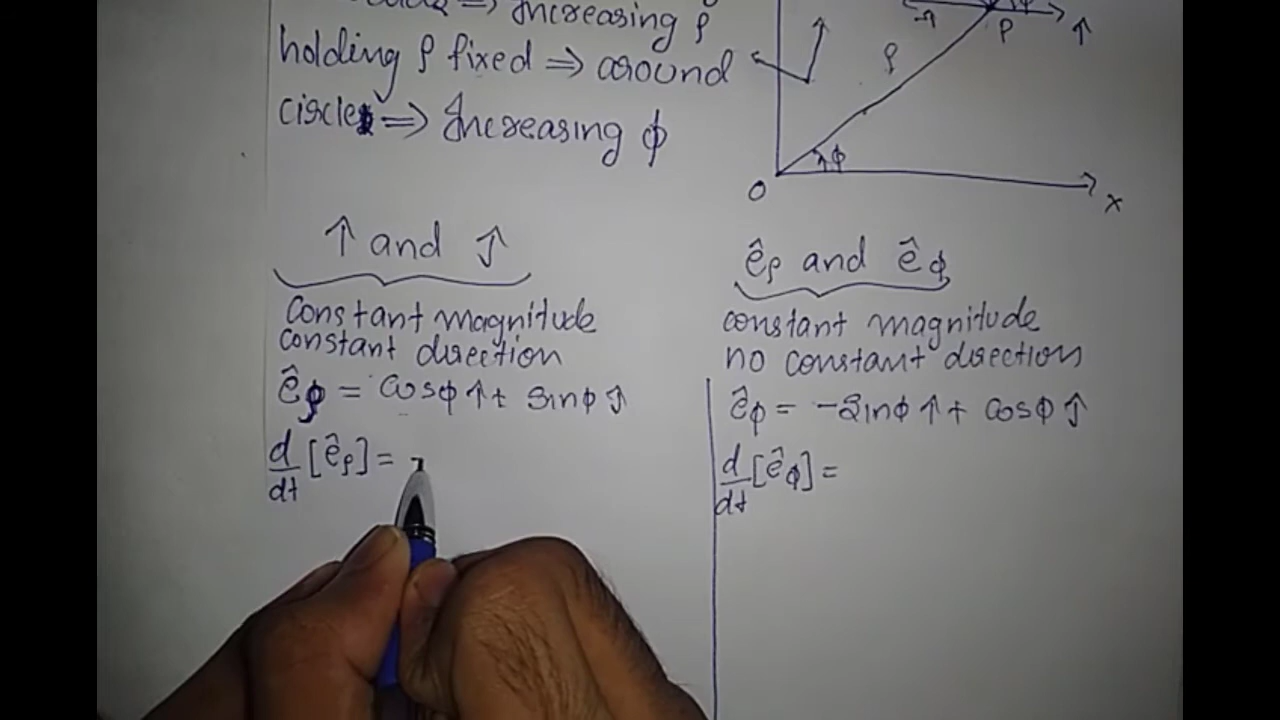 ⇒ Increasing ρ
holding ρ fixed ⇒ around
circle ⇒ Increasing ϕ
ρ
-î
P
ϕ
î
ϕ
O
x
î and ĵ
constant magnitude
constant direction
ê_ρ = cosϕ î + sinϕ ĵ
d/dt [ê_ρ] = -
ê_ρ and ê_ϕ
constant magnitude
no constant direction
ê_ϕ = -sinϕ î + cosϕ ĵ
d/dt [ê_ϕ] =